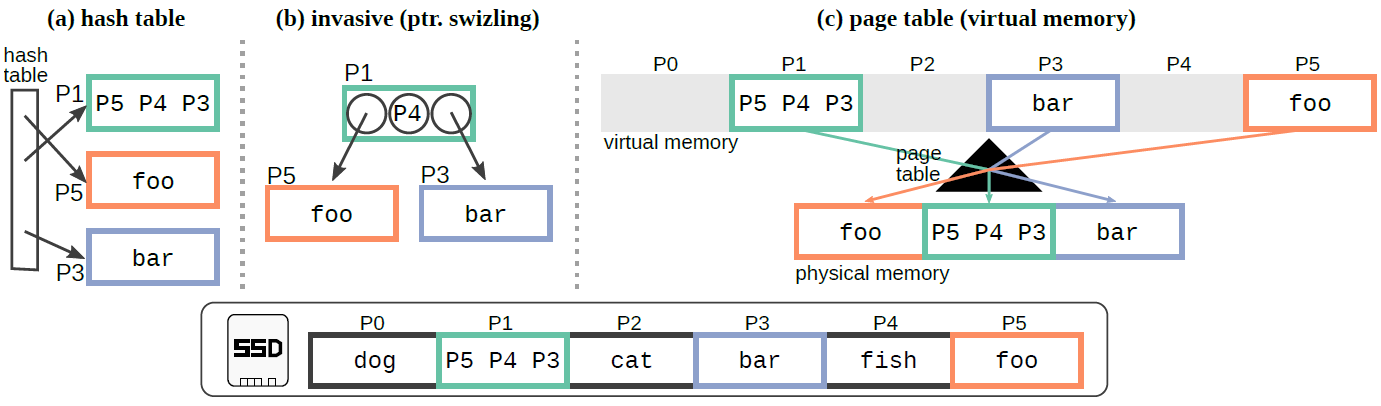 (a) hash table
hash
table
P1
P5 P4 P3
P5
foo
P3
bar
(b) invasive (ptr. swizling)
P1
P4
P5
foo
P3
bar
(c) page table (virtual memory)
P0 P1 P2 P3 P4 P5
P5 P4 P3 bar foo
virtual memory
page
table
foo P5 P4 P3 bar
physical memory
SSD
P0 P1 P2 P3 P4 P5
dog P5 P4 P3 cat bar fish foo